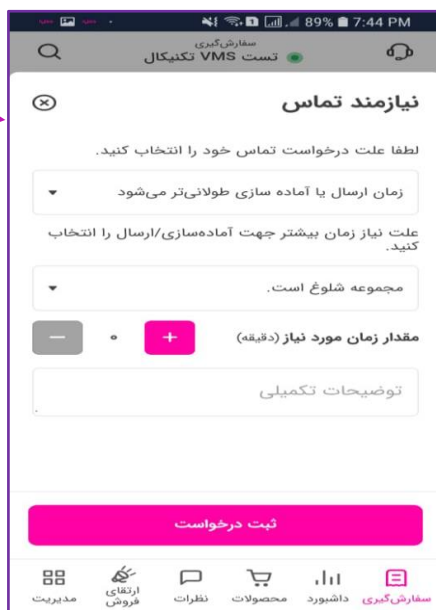 89% 7:44 PM
سفارش‌گیری
تست VMS تکنیکال
نیازمند تماس
لطفا علت درخواست تماس خود را انتخاب کنید.
زمان ارسال یا آماده سازی طولانی‌تر می‌شود
علت نیاز زمان بیشتر جهت آماده‌سازی/ارسال را انتخاب
کنید.
مجموعه شلوغ است.
مقدار زمان مورد نیاز (دقیقه) + ۰ −
توضیحات تکمیلی
ثبت درخواست
سفارش‌گیری داشبورد محصولات نظرات ارتقای فروش مدیریت